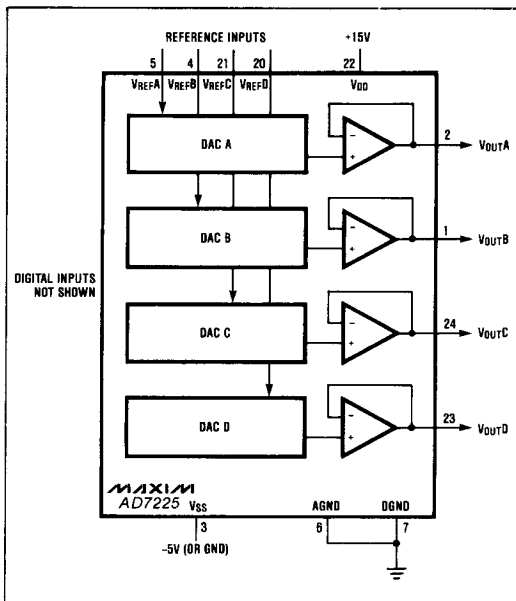 REFERENCE INPUTS +15V
5 4 21 20 22
VREFA VREFB VREFC VREFD VDD
DAC A
- +
2 VOUTA
DAC B
- +
1 VOUTB
DIGITAL INPUTS
NOT SHOWN
DAC C
- +
24 VOUTC
DAC D
- +
23 VOUTD
MAXIM
AD7225
VSS AGND DGND
3 6 7
-5V (OR GND)